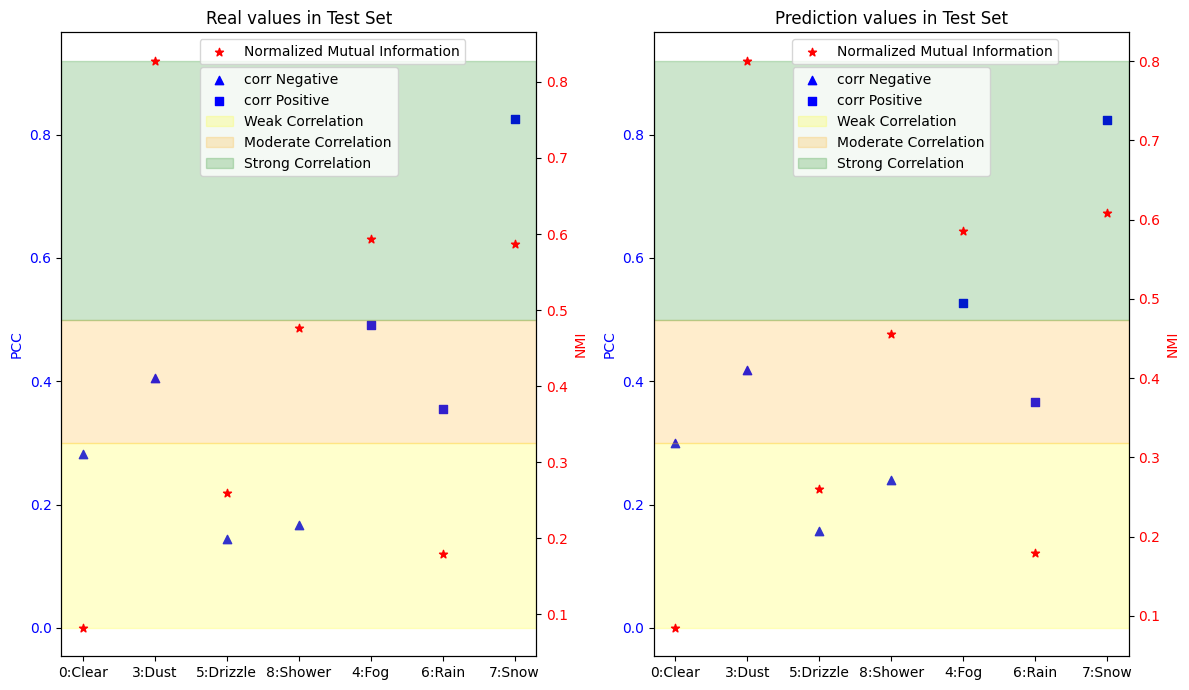 Real values in Test Set
Normalized Mutual Information
corr Negative
corr Positive
Weak Correlation
Moderate Correlation
Strong Correlation
PCC
0.8
0.6
0.4
0.2
0.0
0.8
0.7
0.6
0.5
0.4
0.3
0.2
0.1
NMI
0:Clear 3:Dust 5:Drizzle 8:Shower 4:Fog 6:Rain 7:Snow
Prediction values in Test Set
Normalized Mutual Information
corr Negative
corr Positive
Weak Correlation
Moderate Correlation
Strong Correlation
PCC
0.8
0.6
0.4
0.2
0.0
0.8
0.7
0.6
0.5
0.4
0.3
0.2
0.1
NMI
0:Clear 3:Dust 5:Drizzle 8:Shower 4:Fog 6:Rain 7:Snow